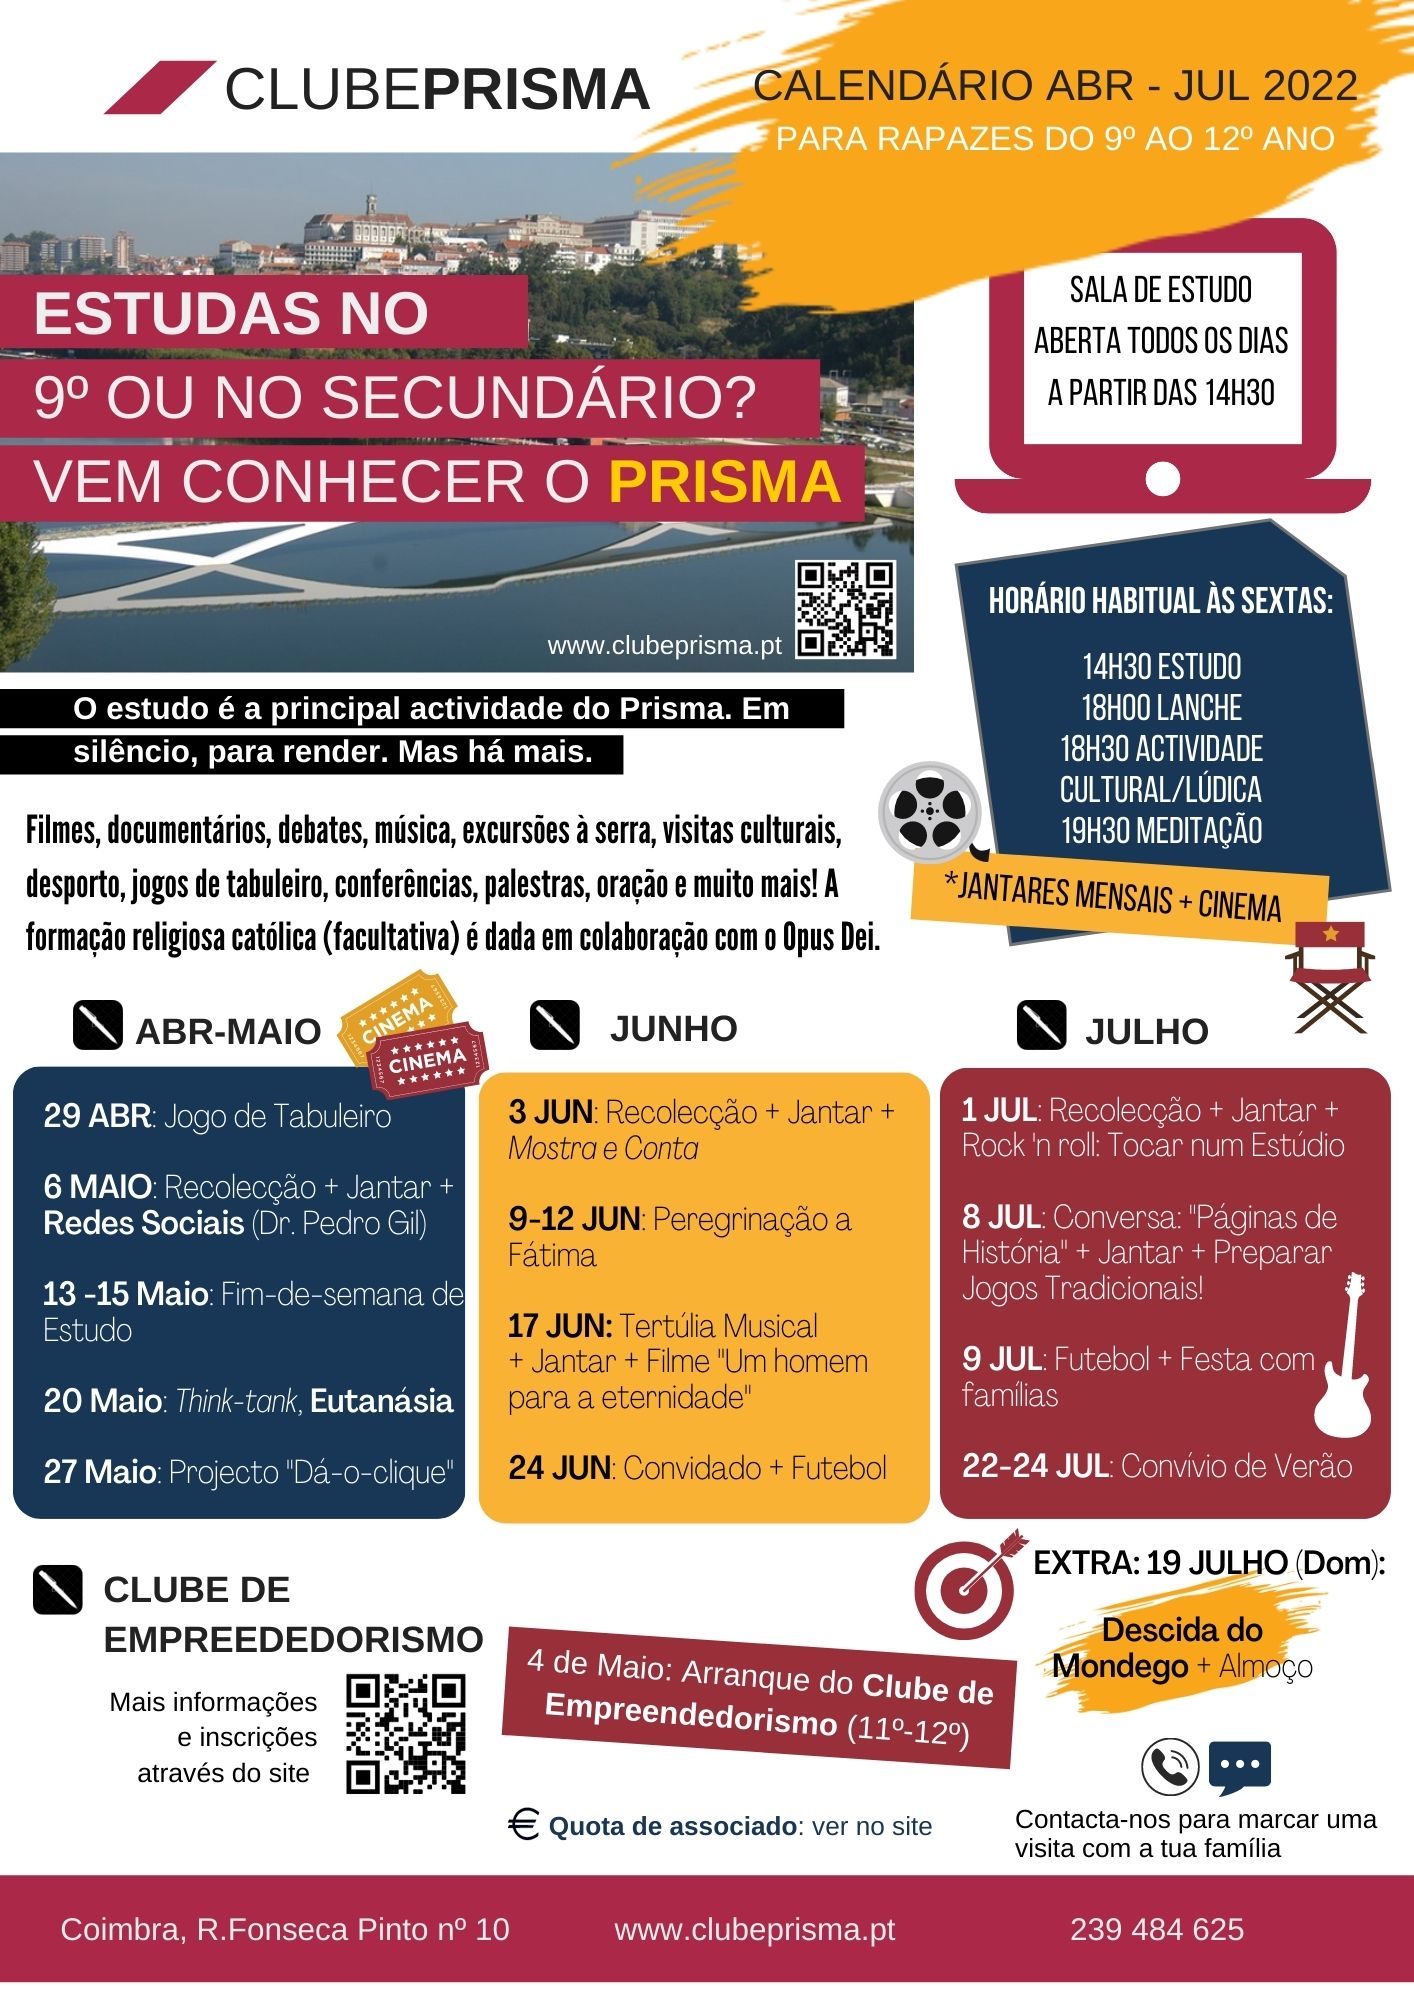 CLUBEPRISMA
CALENDÁRIO ABR - JUL 2022
PARA RAPAZES DO 9º AO 12º ANO
ESTUDAS NO
9º OU NO SECUNDÁRIO?
VEM CONHECER O PRISMA
www.clubeprisma.pt
SALA DE ESTUDO
ABERTA TODOS OS DIAS
A PARTIR DAS 14H30
HORÁRIO HABITUAL ÀS SEXTAS:
14H30 ESTUDO
18H00 LANCHE
18H30 ACTIVIDADE
CULTURAL/LÚDICA
19H30 MEDITAÇÃO
*JANTARES MENSAIS + CINEMA
O estudo é a principal actividade do Prisma. Em
silêncio, para render. Mas há mais.
Filmes, documentários, debates, música, excursões à serra, visitas culturais,
desporto, jogos de tabuleiro, conferências, palestras, oração e muito mais! A
formação religiosa católica (facultativa) é dada em colaboração com o Opus Dei.
ABR-MAIO
CINEMA
1234567
CINEMA
1234567
1234567
29 ABR: Jogo de Tabuleiro
6 MAIO: Recolecção + Jantar +
Redes Sociais (Dr. Pedro Gil)
13 -15 Maio: Fim-de-semana de
Estudo
20 Maio: Think-tank, Eutanásia
27 Maio: Projecto "Dá-o-clique"
JUNHO
3 JUN: Recolecção + Jantar +
Mostra e Conta
9-12 JUN: Peregrinação a
Fátima
17 JUN: Tertúlia Musical
+ Jantar + Filme "Um homem
para a eternidade"
24 JUN: Convidado + Futebol
JULHO
1 JUL: Recolecção + Jantar +
Rock 'n roll: Tocar num Estúdio
8 JUL: Conversa: "Páginas de
História" + Jantar + Preparar
Jogos Tradicionais!
9 JUL: Futebol + Festa com
famílias
22-24 JUL: Convívio de Verão
CLUBE DE
EMPREEDEDORISMO
Mais informações
e inscrições
através do site
4 de Maio: Arranque do Clube de
Empreendedorismo (11º-12º)
€ Quota de associado: ver no site
EXTRA: 19 JULHO (Dom):
Descida do
Mondego + Almoço
Contacta-nos para marcar uma
visita com a tua família
Coimbra, R.Fonseca Pinto nº 10
www.clubeprisma.pt
239 484 625